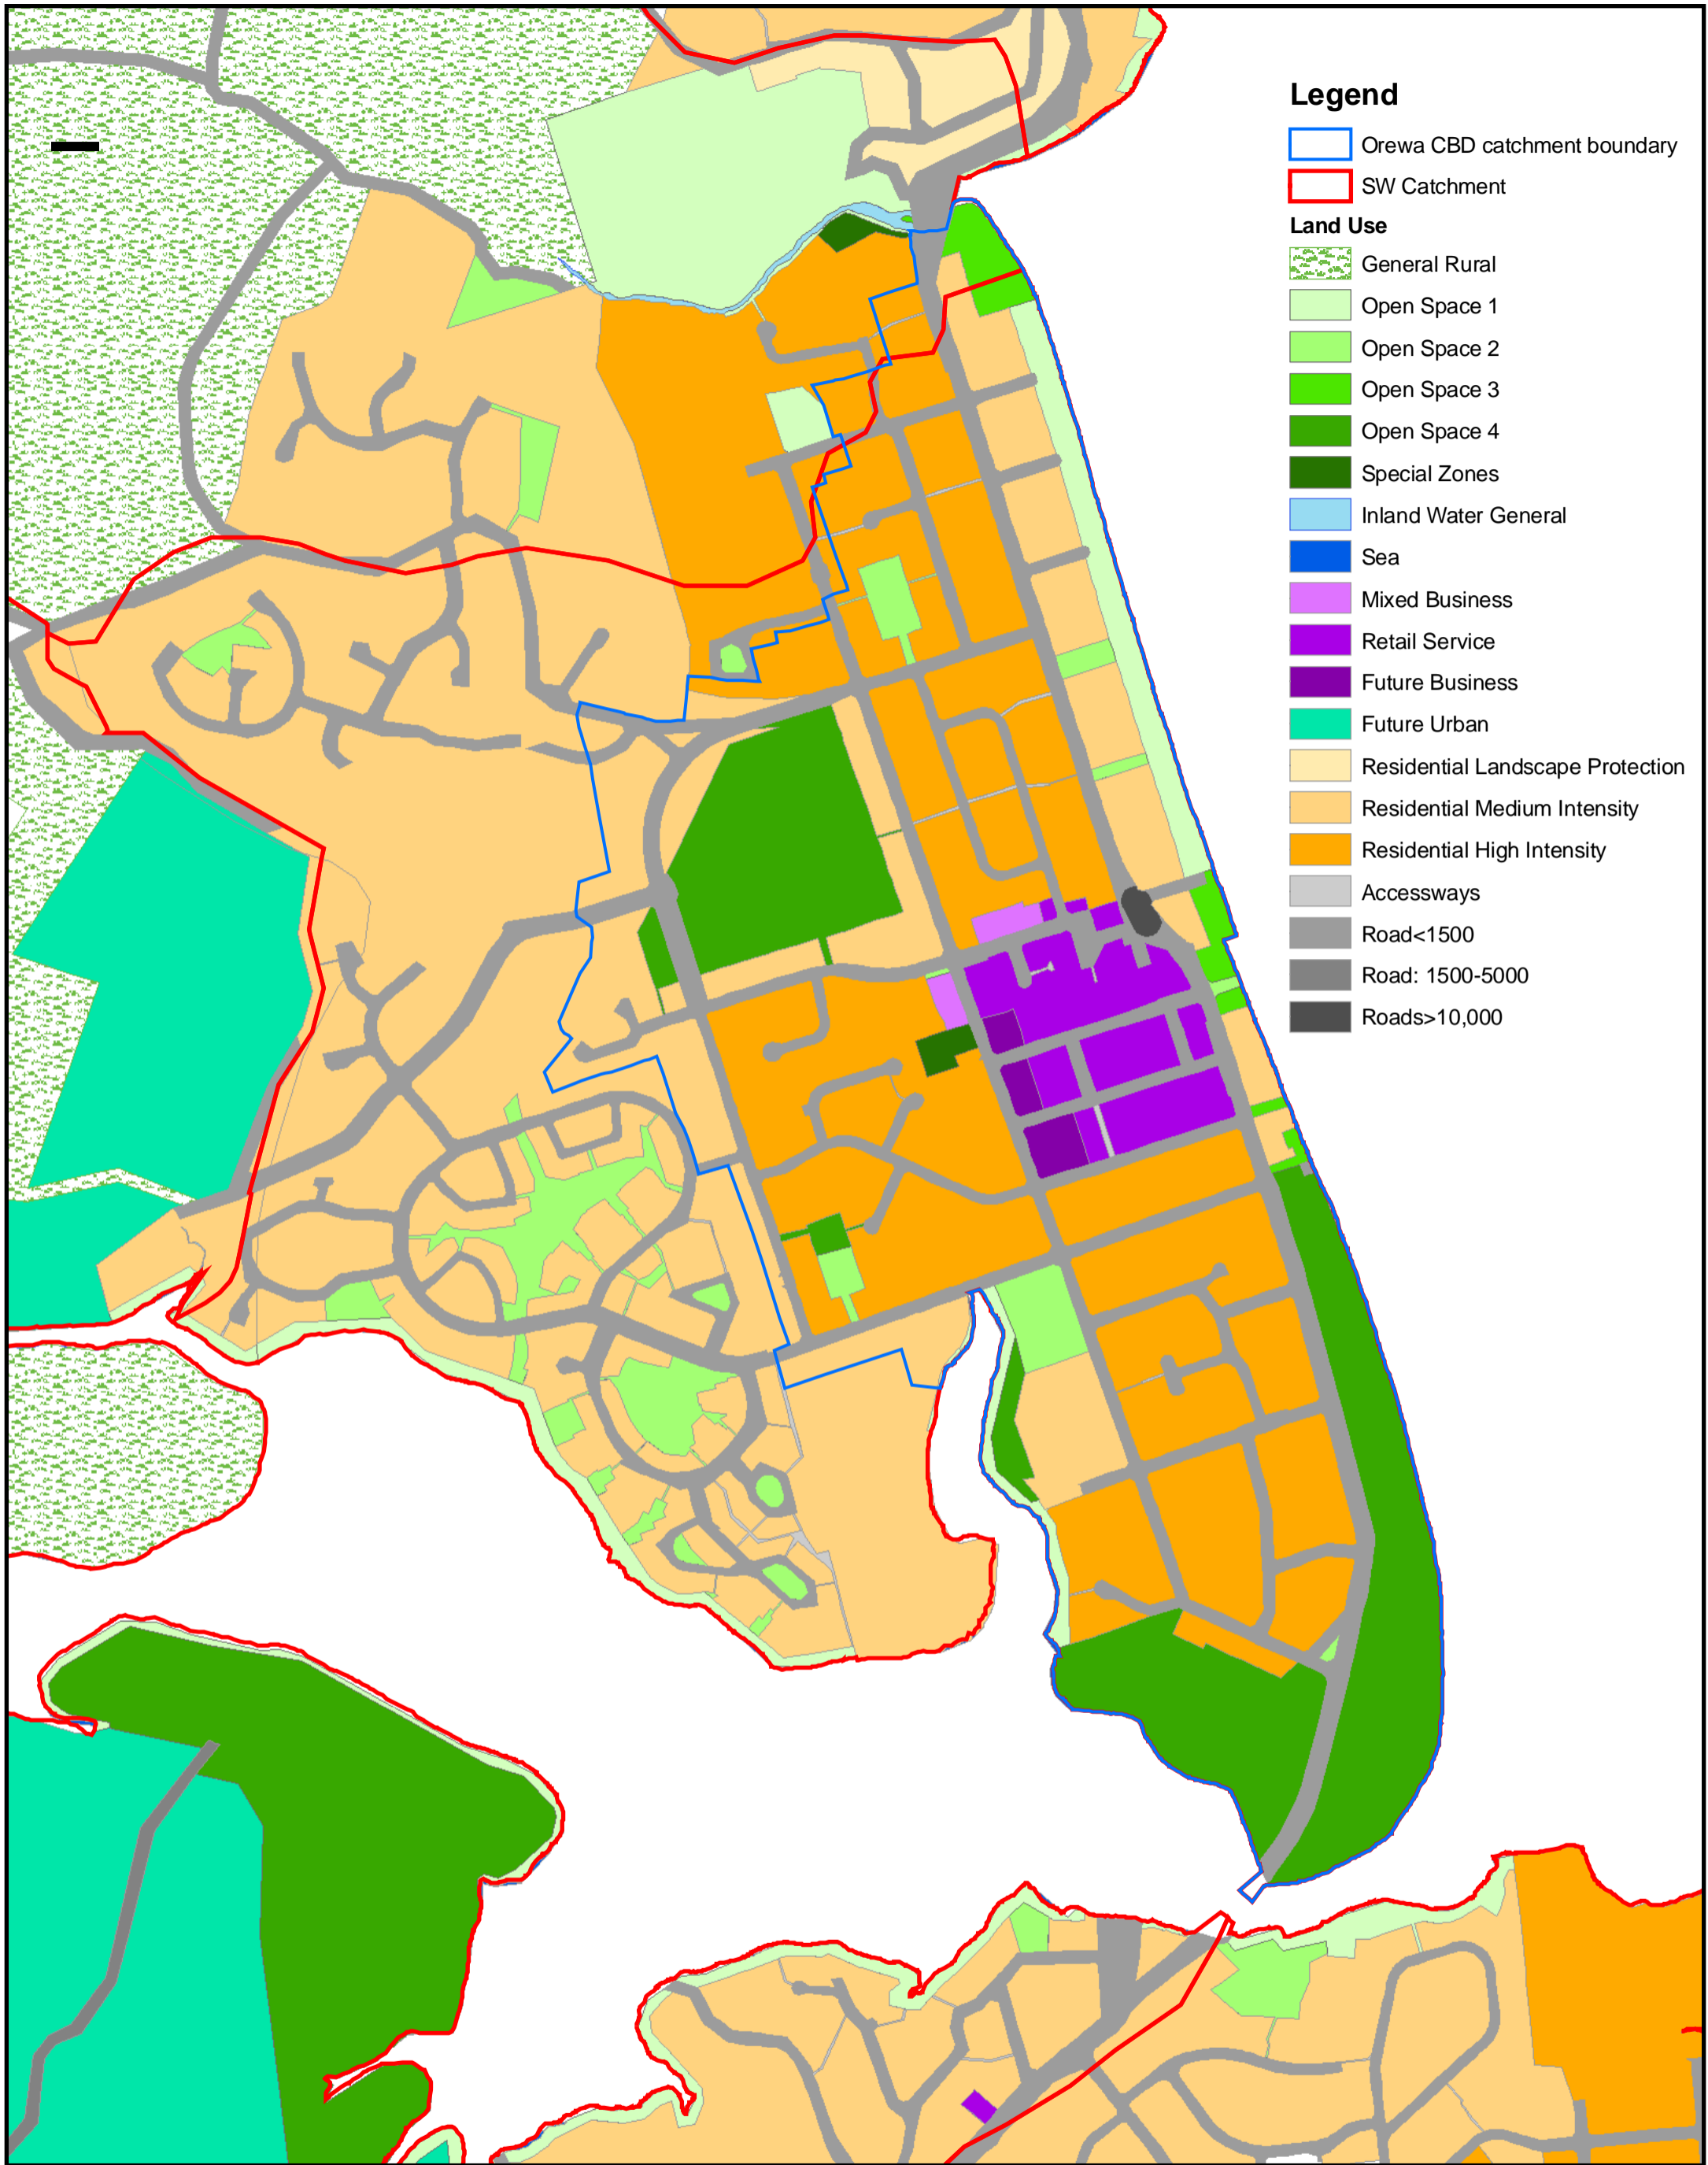 Legend
Orewa CBD catchment boundary
SW Catchment
Land Use
General Rural
Open Space 1
Open Space 2
Open Space 3
Open Space 4
Special Zones
Inland Water General
Sea
Mixed Business
Retail Service
Future Business
Future Urban
Residential Landscape Protection
Residential Medium Intensity
Residential High Intensity
Accessways
Road<1500
Road: 1500-5000
Roads>10,000